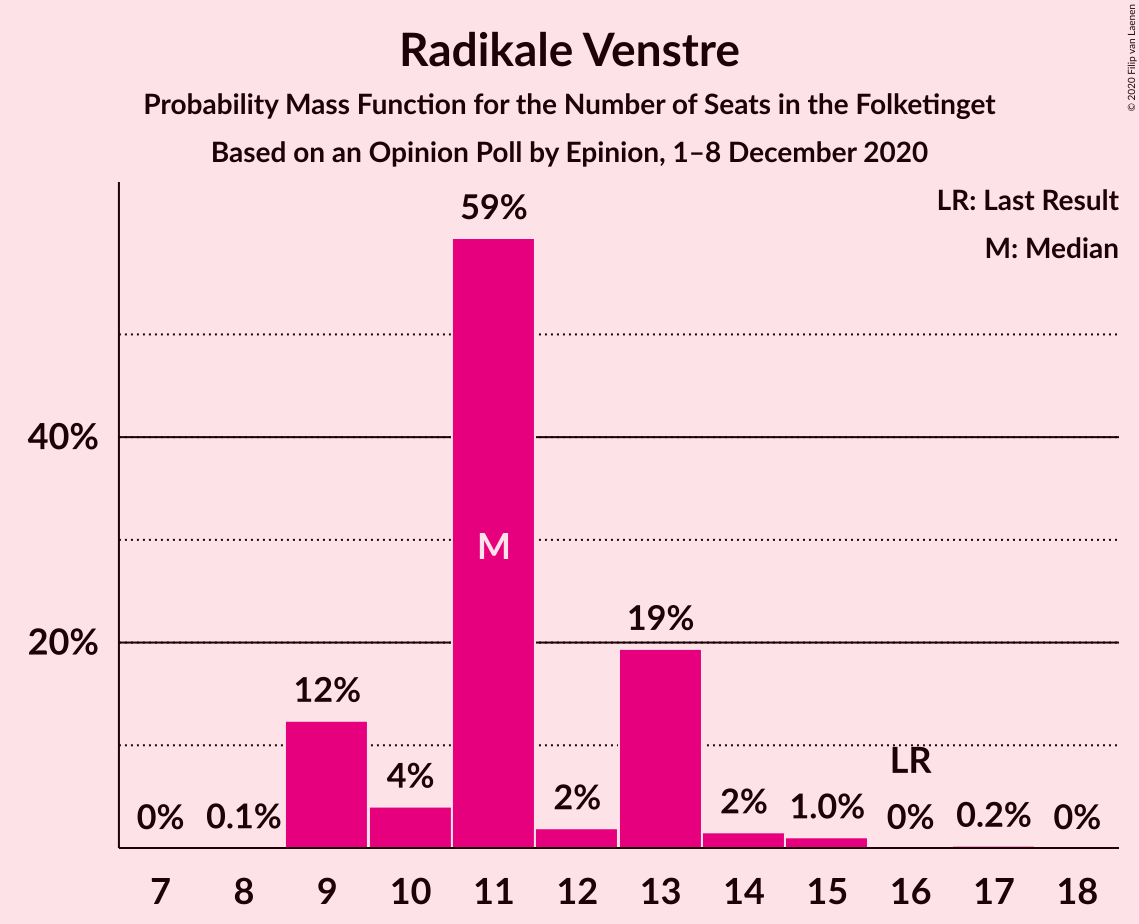 Radikale Venstre
Probability Mass Function for the Number of Seats in the Folketinget
Based on an Opinion Poll by Epinion, 1–8 December 2020
© 2020 Filip van Laenen
LR: Last Result
M: Median
59%
40%
M
20%
19%
12%
LR
4%
2%
2%
1.0%
0%
0.1%
0%
0.2%
0%
7 8 9 10 11 12 13 14 15 16 17 18